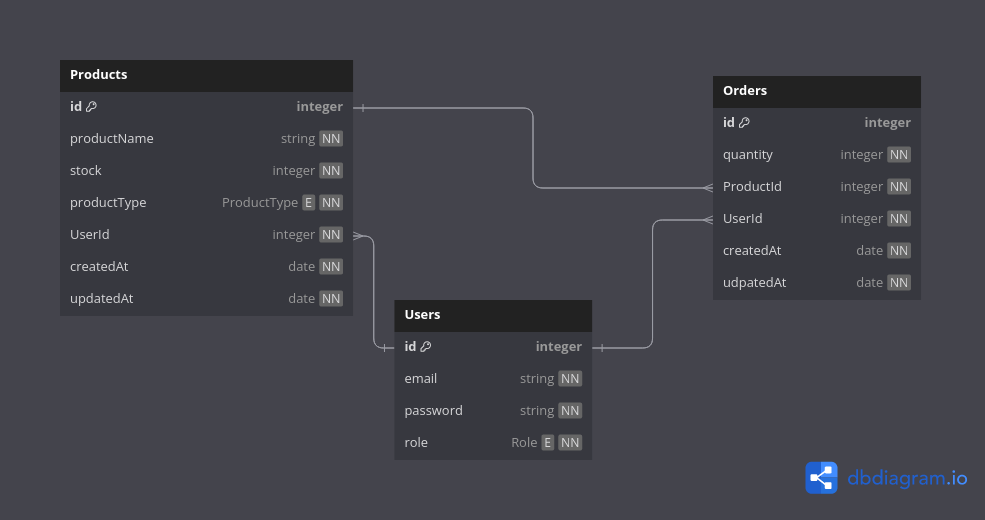 Products
id integer
productName string NN
stock integer NN
productType ProductType E NN
UserId integer NN
createdAt date NN
updatedAt date NN
Orders
id integer
quantity integer NN
ProductId integer NN
UserId integer NN
createdAt date NN
udpatedAt date NN
Users
id integer
email string NN
password string NN
role Role E NN
dbdiagram.io